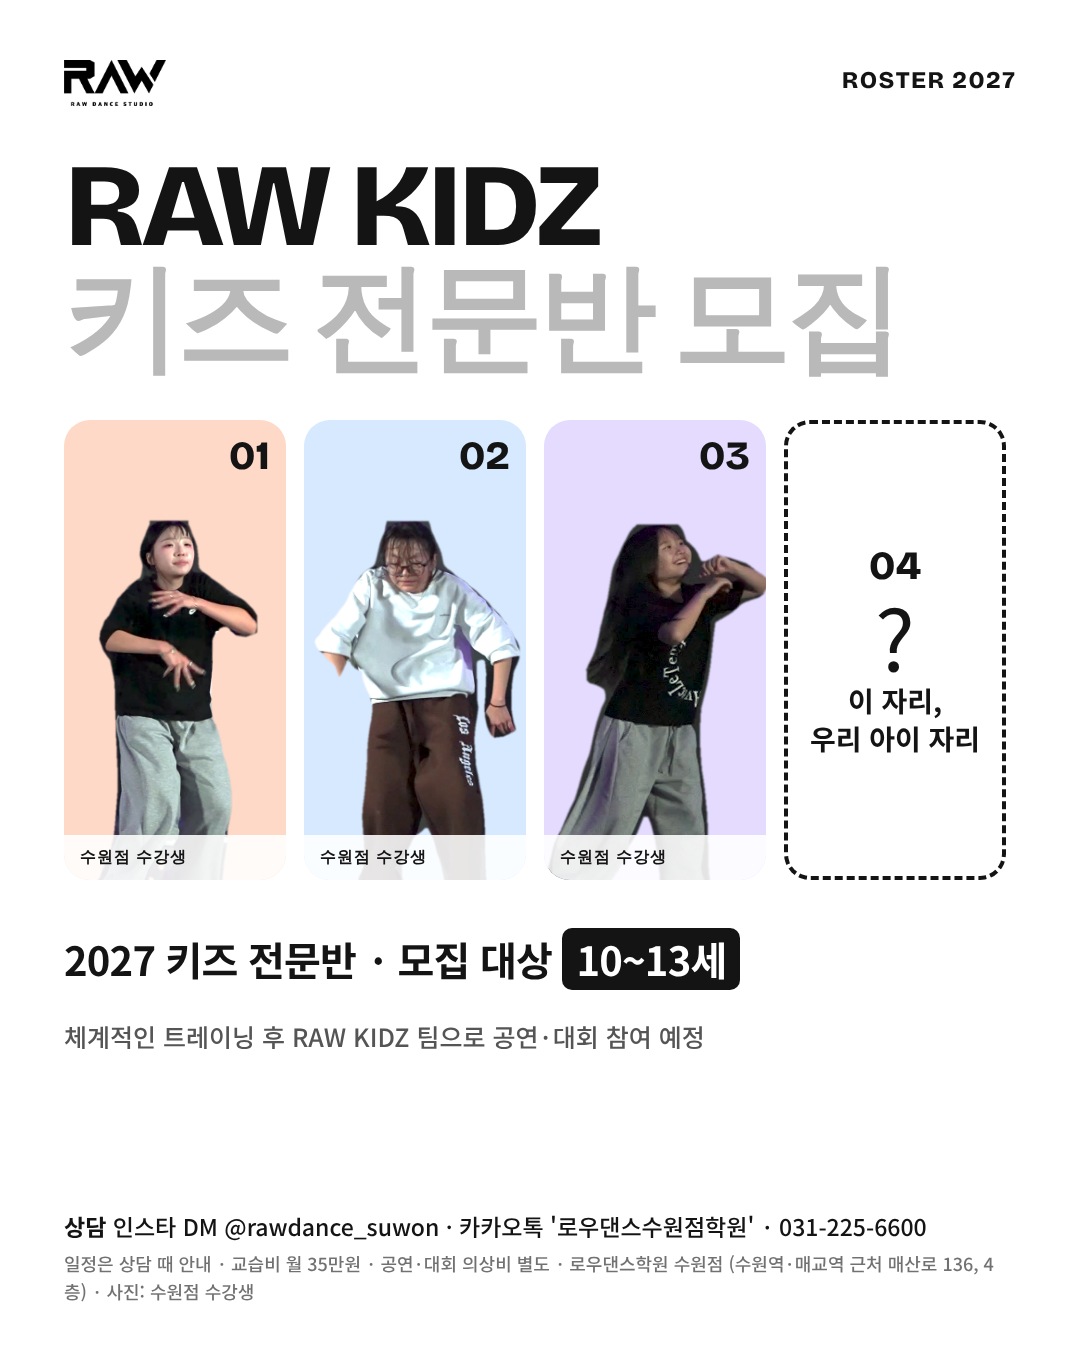 RAW
RAW DANCE STUDIO
ROSTER 2027
RAW KIDZ
키즈 전문반 모집
01
02
03
04
?
이 자리,
우리 아이 자리
Los Angeles
수원점 수강생
수원점 수강생
수원점 수강생
2027 키즈 전문반 · 모집 대상 10~13세
체계적인 트레이닝 후 RAW KIDZ 팀으로 공연·대회 참여 예정
상담 인스타 DM @rawdance_suwon · 카카오톡 '로우댄스수원점학원' · 031-225-6600
일정은 상담 때 안내 · 교습비 월 35만원 · 공연·대회 의상비 별도 · 로우댄스학원 수원점 (수원역·매교역 근처 매산로 136, 4
층) · 사진: 수원점 수강생